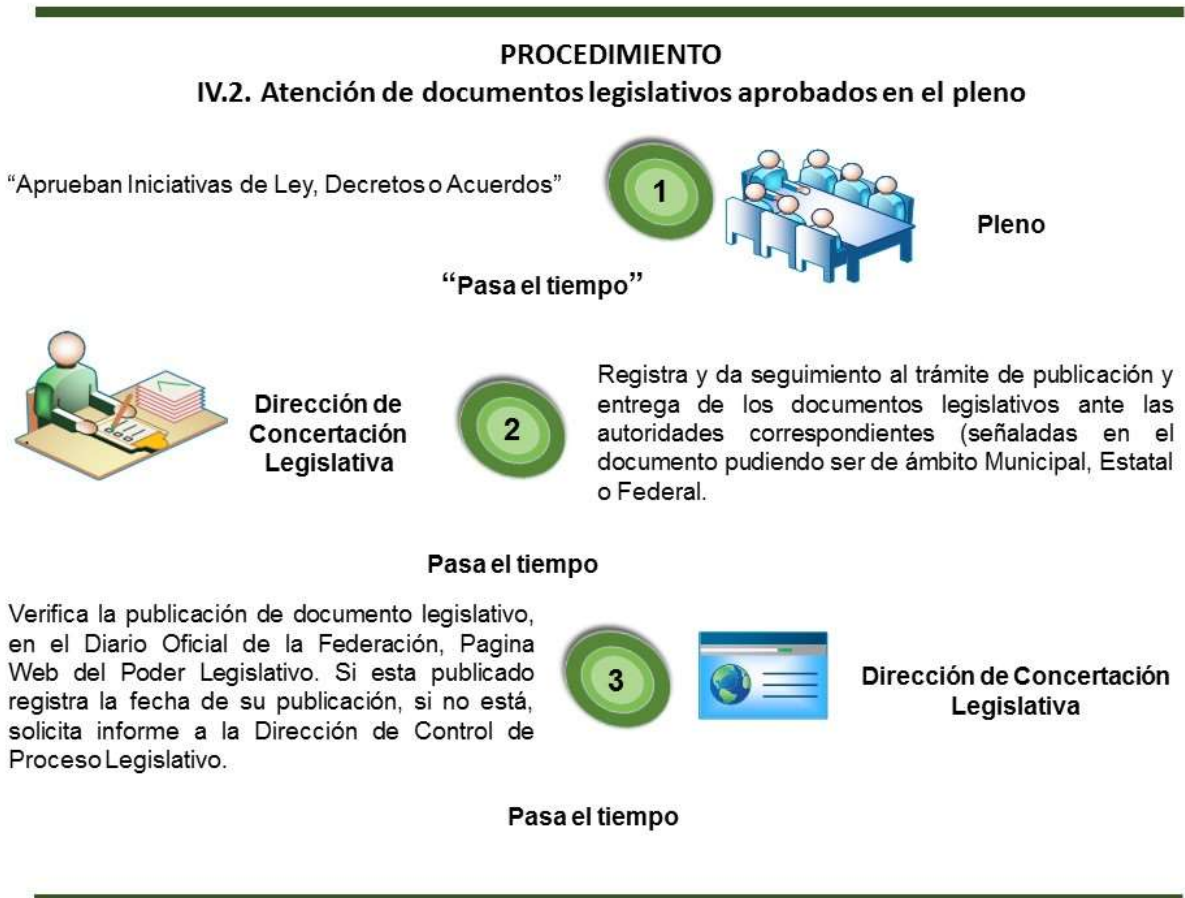 PROCEDIMIENTO
IV.2. Atención de documentos legislativos aprobados en el pleno
“Aprueban Iniciativas de Ley, Decretos o Acuerdos”
1
Pleno
“Pasa el tiempo”
Dirección de
Concertación
Legislativa
2
Registra y da seguimiento al trámite de publicación y
entrega de los documentos legislativos ante las
autoridades correspondientes (señaladas en el
documento pudiendo ser de ámbito Municipal, Estatal
o Federal.
Pasa el tiempo
Verifica la publicación de documento legislativo,
en el Diario Oficial de la Federación, Pagina
Web del Poder Legislativo. Si esta publicado
registra la fecha de su publicación, si no está,
solicita informe a la Dirección de Control de
Proceso Legislativo.
3
Dirección de Concertación
Legislativa
Pasa el tiempo